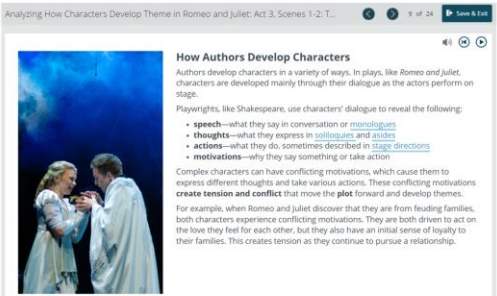 Analyzing How Characters Develop Theme in Romeo and Juliet: Act 3, Scenes 1-2: T...
9 of 24
Save & Exit
How Authors Develop Characters
Authors develop characters in a variety of ways. In plays, like Romeo and Juliet,
characters are developed mainly through their dialogue as the actors perform on
stage.
Playwrights, like Shakespeare, use characters' dialogue to reveal the following:
• speech—what they say in conversation or monologues
• thoughts—what they express in soliloquies and asides
• actions—what they do, sometimes described in stage directions
• motivations—why they say something or take action
Complex characters can have conflicting motivations, which cause them to
express different thoughts and take various actions. These conflicting motivations
create tension and conflict that move the plot forward and develop themes.
For example, when Romeo and Juliet discover that they are from feuding families,
both characters experience conflicting motivations. They are both driven to act on
the love they feel for each other, but they also have an initial sense of loyalty to
their families. This creates tension as they continue to pursue a relationship.